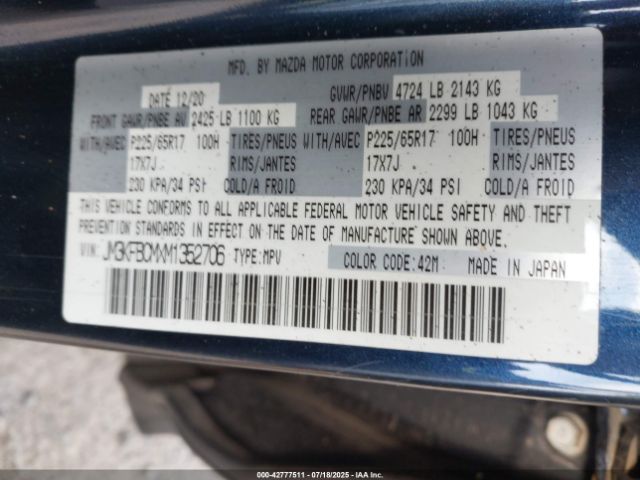 MFD. BY MAZDA MOTOR CORPORATION
DATE 12/20 GVWR/PNBV 4724 LB 2143 KG
FRONT GAWR/PNBE AV 2425 LB 1100 KG REAR GAWR/PNBE AR 2299 LB 1043 KG
WITH/AVEC P225/65R17 100H TIRES/PNEUS WITH/AVEC P225/65R17 100H TIRES/PNEUS
17X7J RIMS/JANTES 17X7J RIMS/JANTES
230 KPA/34 PSI COLD/A FROID 230 KPA/34 PSI COLD/A FROID
THIS VEHICLE CONFORMS TO ALL APPLICABLE FEDERAL MOTOR VEHICLE SAFETY AND THEFT
PREVENTION STANDARDS IN EFFECT ON THE DATE OF MANUFACTURE SHOWN ABOVE.
VIN: JM3KFBCMXM1352706 TYPE:MPV COLOR CODE:42M MADE IN JAPAN
000-42777511 - 07/18/2025 - IAA Inc.